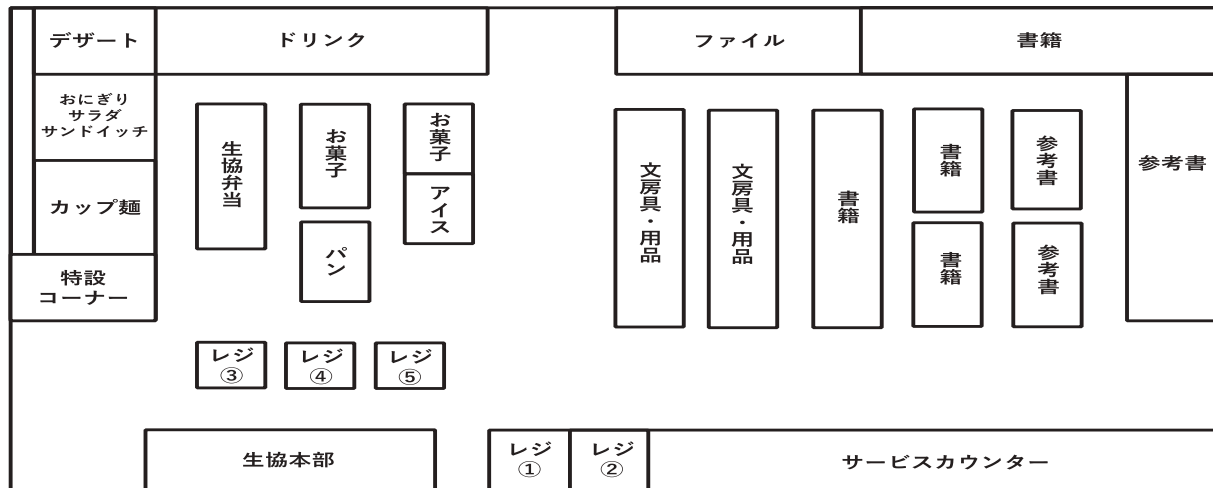 デザート
ドリンク
ファイル
書籍
おにぎり
サラダ
サンドイッチ
カップ麺
特設
コーナー
生協弁当
お菓子
パン
お菓子
アイス
文房具・用品
文房具・用品
書籍
書籍
書籍
参考書
参考書
参考書
レジ
③
レジ
④
レジ
⑤
生協本部
レジ
①
レジ
②
サービスカウンター